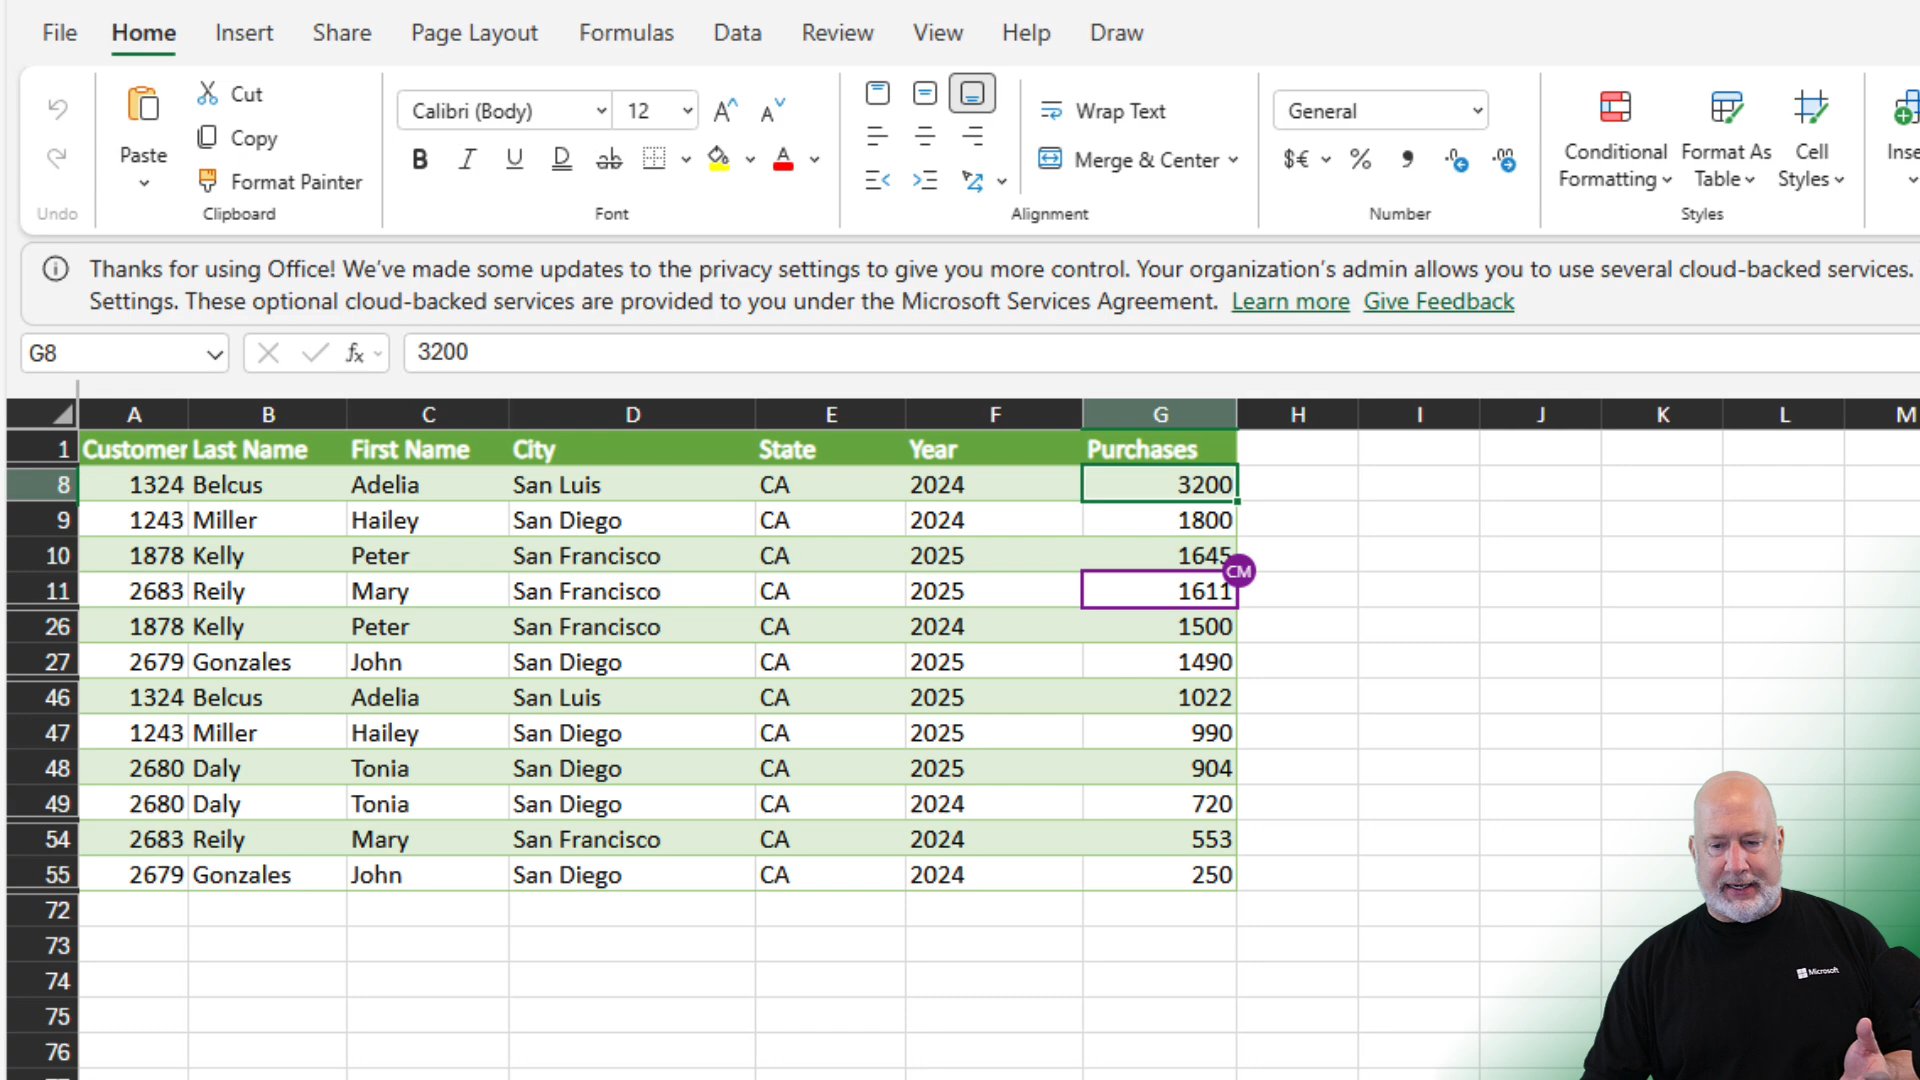 File Home Insert Share Page Layout Formulas Data Review View Help Draw
Undo
Paste
Cut
Copy
Format Painter
Clipboard
Calibri (Body) 12 A^ A
B I U D ab A
Font
Wrap Text
Merge & Center
Alignment
General
$€ % 9 .0 .00
Number
Conditional Formatting
Format As Table
Cell Styles
Styles
Inse
Thanks for using Office! We've made some updates to the privacy settings to give you more control. Your organization's admin allows you to use several cloud-backed services.
Settings. These optional cloud-backed services are provided to you under the Microsoft Services Agreement. Learn more Give Feedback
G8 fx 3200
A B C D E F G H I J K L M
1 Customer Last Name First Name City State Year Purchases
8 1324 Belcus Adelia San Luis CA 2024 3200
9 1243 Miller Hailey San Diego CA 2024 1800
10 1878 Kelly Peter San Francisco CA 2025 1645
CM
11 2683 Reily Mary San Francisco CA 2025 1611
26 1878 Kelly Peter San Francisco CA 2024 1500
27 2679 Gonzales John San Diego CA 2025 1490
46 1324 Belcus Adelia San Luis CA 2025 1022
47 1243 Miller Hailey San Diego CA 2025 990
48 2680 Daly Tonia San Diego CA 2025 904
49 2680 Daly Tonia San Diego CA 2024 720
54 2683 Reily Mary San Francisco CA 2024 553
55 2679 Gonzales John San Diego CA 2024 250
72
73
74
75
76
Microsoft